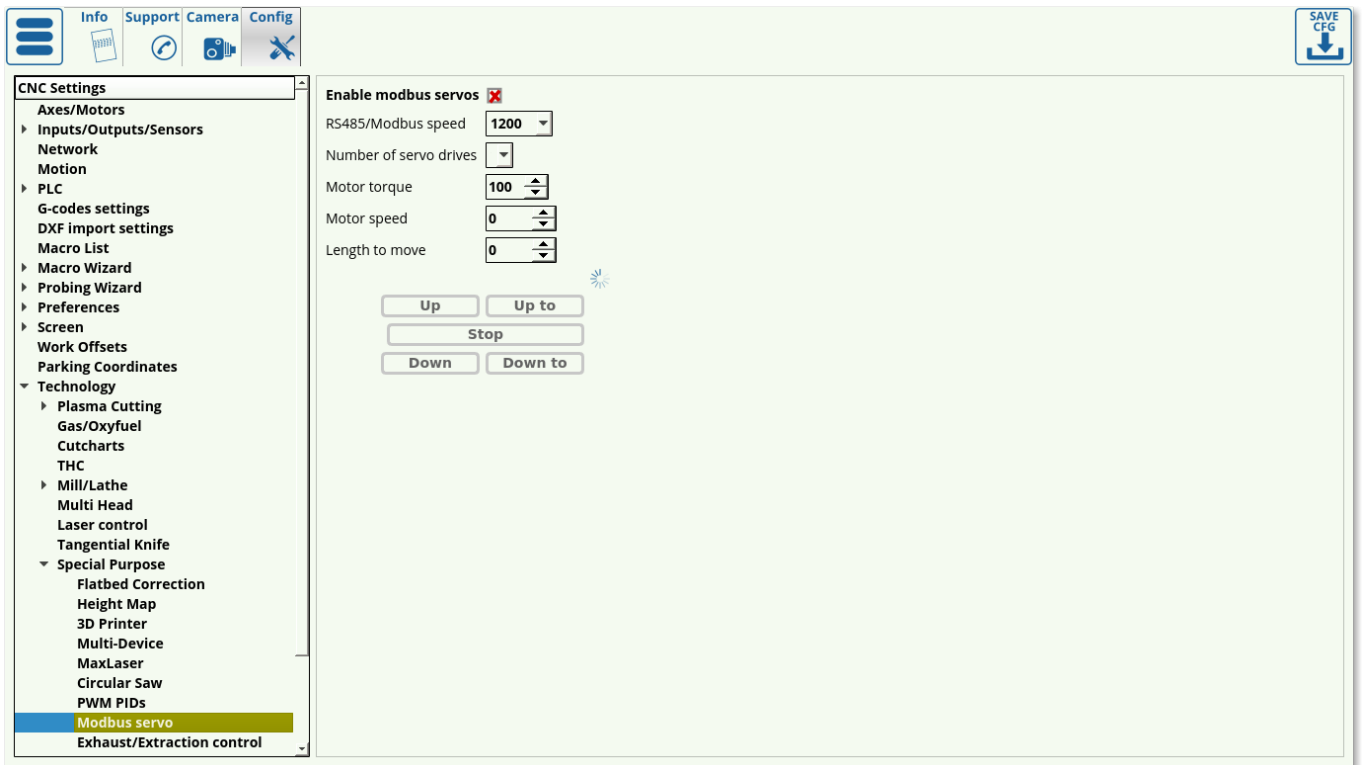 Info Support Camera Config
SAVE
CFG
CNC Settings
Axes/Motors
Inputs/Outputs/Sensors
Network
Motion
PLC
G-codes settings
DXF import settings
Macro List
Macro Wizard
Probing Wizard
Preferences
Screen
Work Offsets
Parking Coordinates
Technology
Plasma Cutting
Gas/Oxyfuel
Cutcharts
THC
Mill/Lathe
Multi Head
Laser control
Tangential Knife
Special Purpose
Flatbed Correction
Height Map
3D Printer
Multi-Device
MaxLaser
Circular Saw
PWM PIDs
Modbus servo
Exhaust/Extraction control
Enable modbus servos
RS485/Modbus speed 1200
Number of servo drives
Motor torque 100
Motor speed 0
Length to move 0
Up Up to
Stop
Down Down to